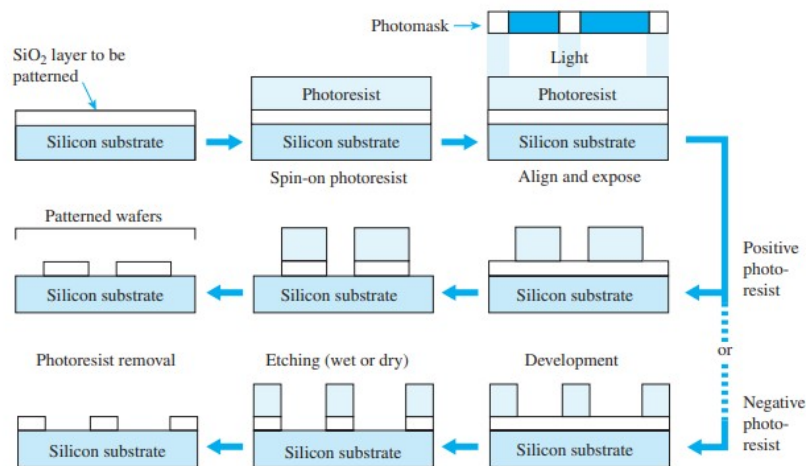 Photomask
SiO₂ layer to be
patterned
Light
Photoresist
Photoresist
Silicon substrate
Silicon substrate
Silicon substrate
Spin-on photoresist
Align and expose
Patterned wafers
Positive
photo-
resist
Silicon substrate
Silicon substrate
Silicon substrate
or
Photoresist removal
Etching (wet or dry)
Development
Negative
photo-
resist
Silicon substrate
Silicon substrate
Silicon substrate